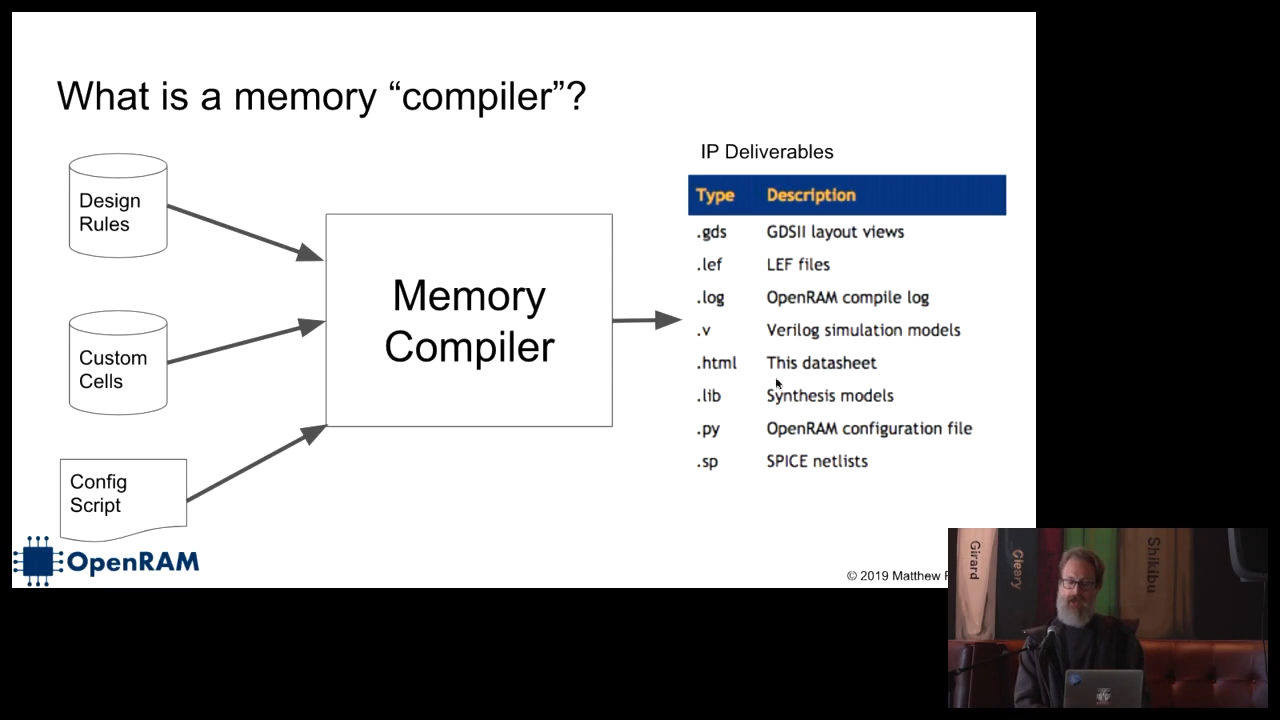 What is a memory “compiler”?
Design
Rules
Custom
Cells
Config
Script
Memory
Compiler
IP Deliverables
Type Description
.gds GDSII layout views
.lef LEF files
.log OpenRAM compile log
.v Verilog simulation models
.html This datasheet
.lib Synthesis models
.py OpenRAM configuration file
.sp SPICE netlists
OpenRAM
© 2019 Matthew
Girard
Cleary
Shikibu